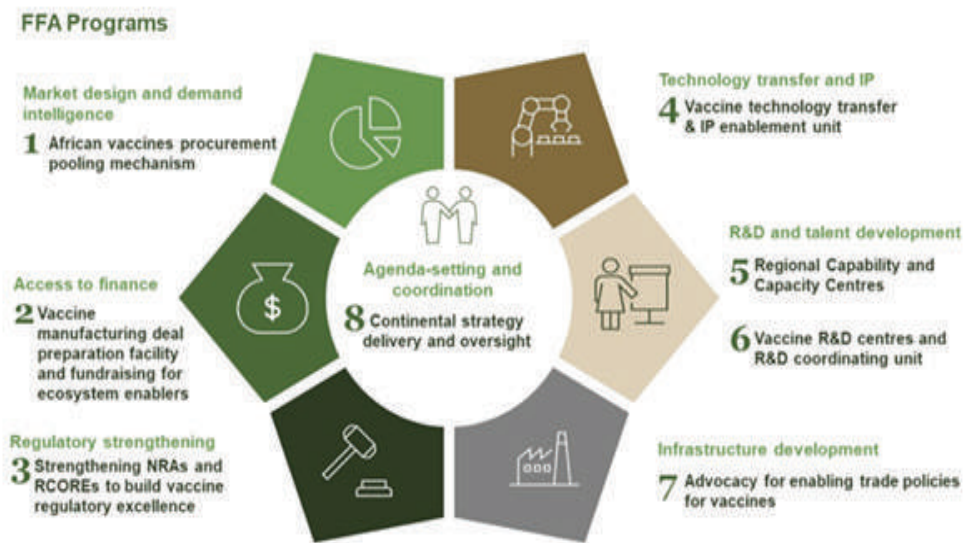 FFA Programs
Market design and demand
intelligence
1 African vaccines procurement
pooling mechanism
Access to finance
2 Vaccine
manufacturing deal
preparation facility
and fundraising for
ecosystem enablers
Regulatory strengthening
3 Strengthening NRAs and
RCOREs to build vaccine
regulatory excellence
$
Agenda-setting and
coordination
8 Continental strategy
delivery and oversight
Technology transfer and IP
4 Vaccine technology transfer
& IP enablement unit
R&D and talent development
5 Regional Capability and
Capacity Centres
6 Vaccine R&D centres and
R&D coordinating unit
Infrastructure development
7 Advocacy for enabling trade policies
for vaccines